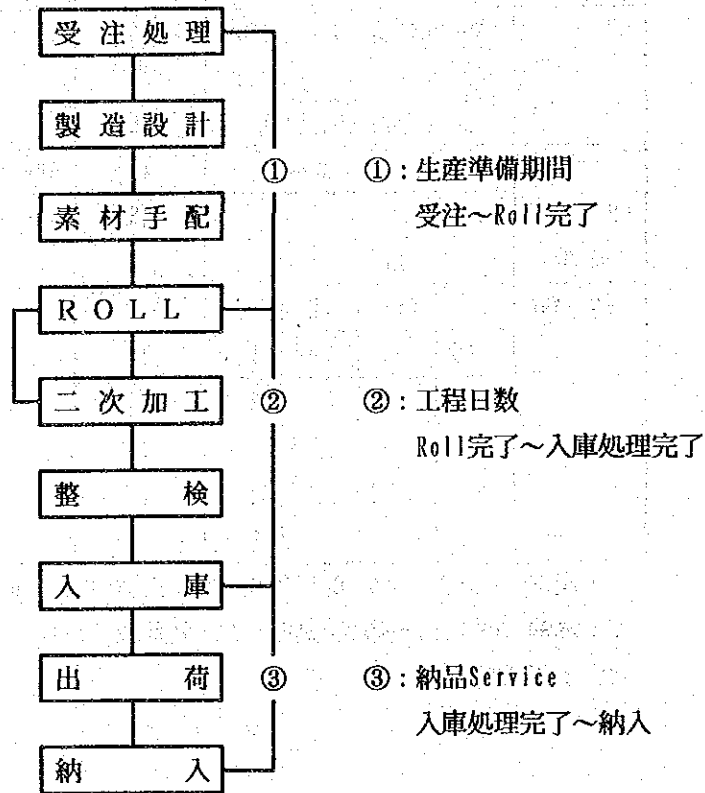 受注処理
製造設計
① ①：生産準備期間
素材手配 受注～Roll完了
ROLL
二次加工 ② ②：工程日数
Roll完了～入庫処理完了
整検
入庫
出荷 ③ ③：納品Service
入庫処理完了～納入
納入